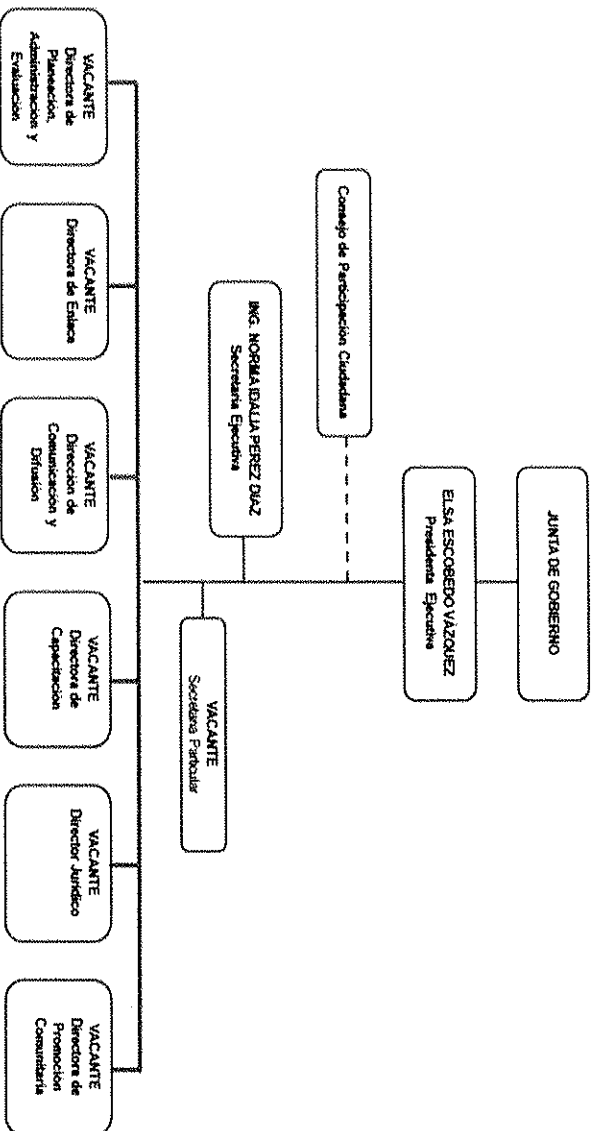 JUNTA DE GOBIERNO
ELSA ESCOBEDO VÁZQUEZ
Presidenta Ejecutiva
Consejo de Participación Ciudadana
ING. NORMA IDALIA PEREZ DIAZ
Secretaria Ejecutiva
VACANTE
Secretaria Particular
VACANTE
Directora de
Planeación,
Administración y
Evaluación
VACANTE
Directora de Enlace
VACANTE
Dirección de
Comunicación y
Difusión
VACANTE
Directora de
Capacitación
VACANTE
Director Jurídico
VACANTE
Directora de
Promoción
Comunitaria